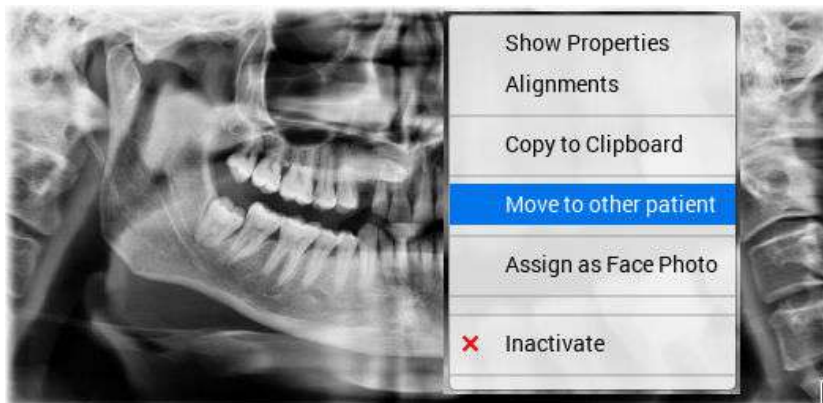 Show Properties
Alignments
Copy to Clipboard
Move to other patient
Assign as Face Photo
Inactivate